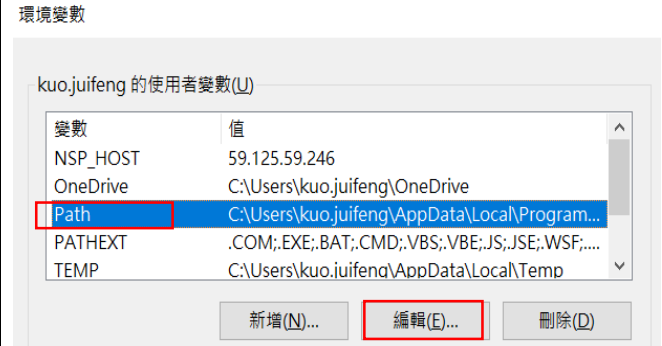 環境變數
kuo.juifeng 的使用者變數(U)
變數 值
NSP_HOST 59.125.59.246
OneDrive C:\Users\kuo.juifeng\OneDrive
Path C:\Users\kuo.juifeng\AppData\Local\Program...
PATHEXT .COM;.EXE;.BAT;.CMD;.VBS;.VBE;.JS;.JSE;.WSF;....
TEMP C:\Users\kuo.juifeng\AppData\Local\Temp
新增(N)... 編輯(E)... 刪除(D)